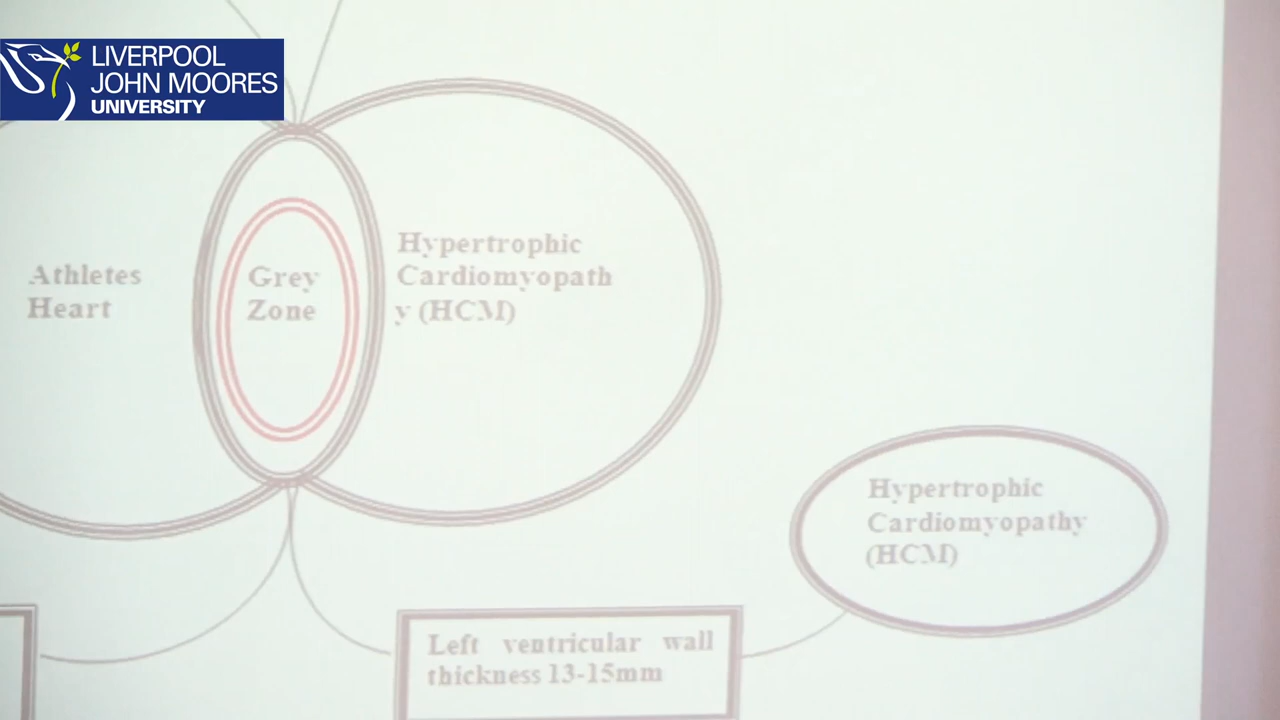 LIVERPOOL
JOHN MOORES
UNIVERSITY
Athletes
Heart
Grey
Zone
Hypertrophic
Cardiomyopath
y (HCM)
Hypertrophic
Cardiomyopathy
(HCM)
Left ventricular wall
thickness 13-15mm